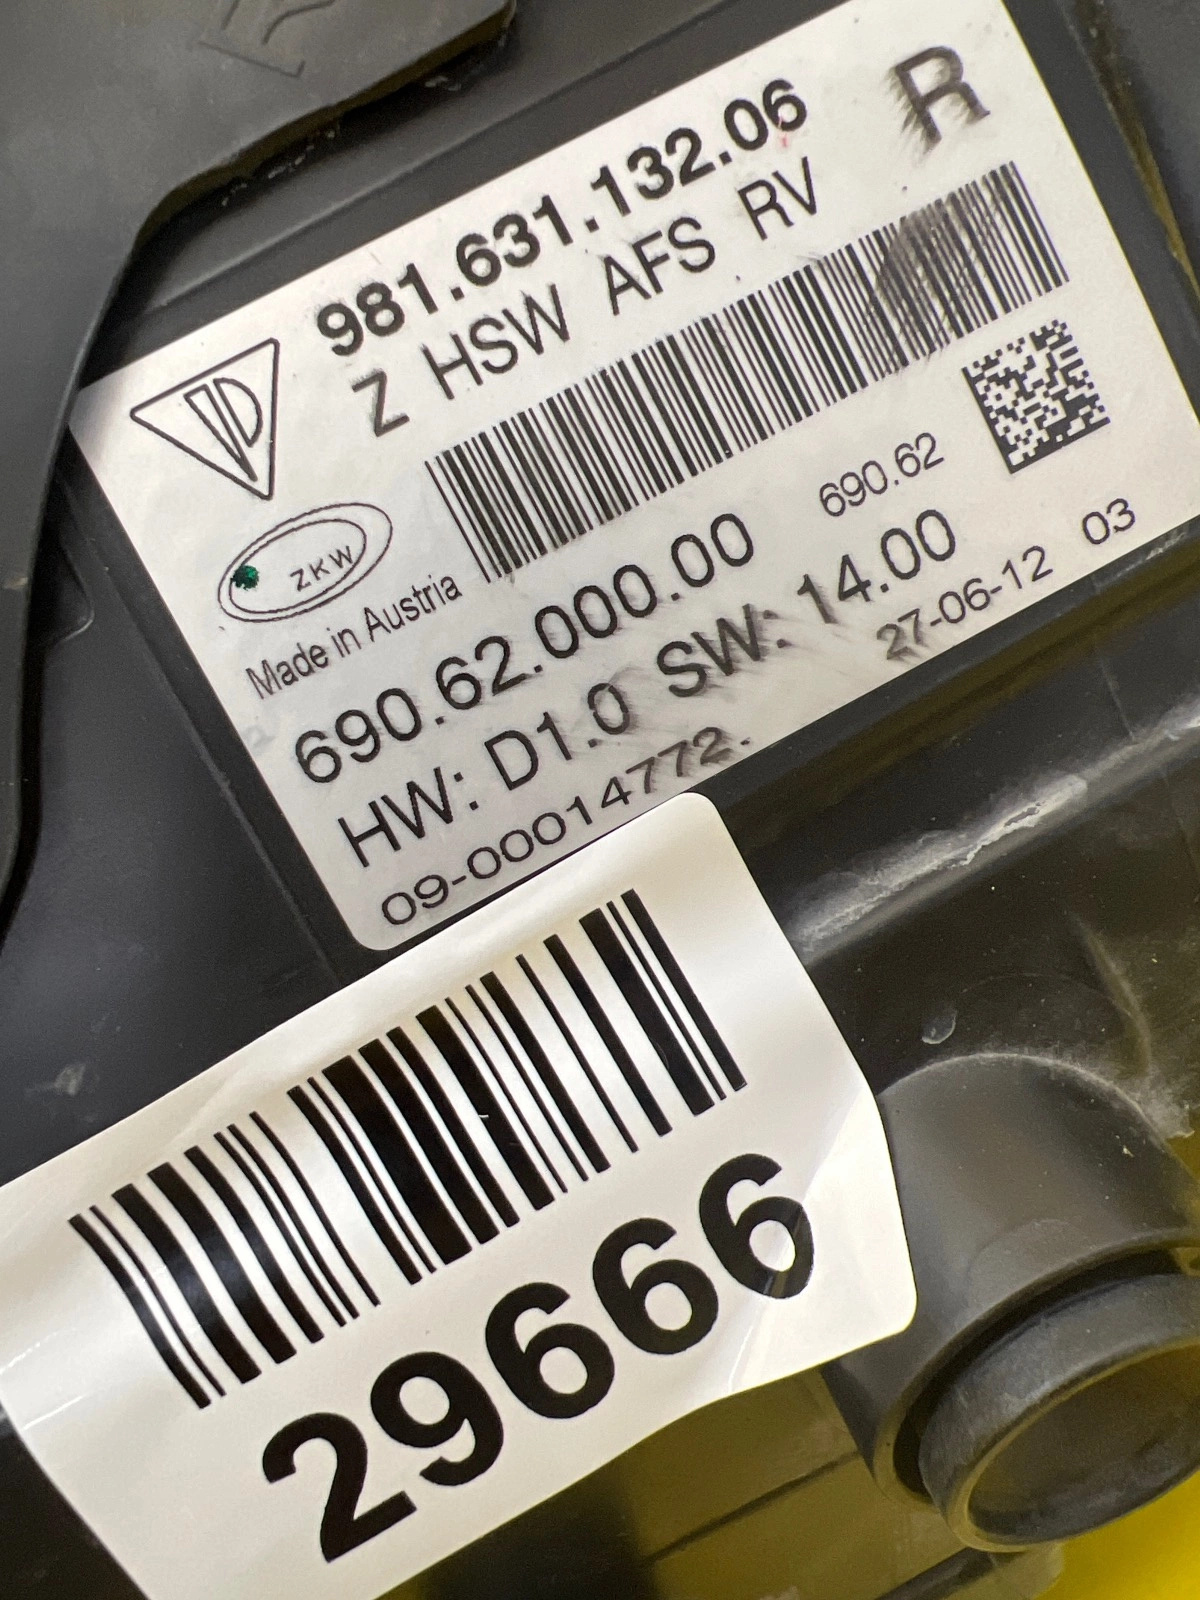 981.631.132.06
R
Z HSW AFS RV
ZKW
Made in Austria
690.62
690.62.000.00
03
HW: D1.0 SW: 14.00
27-06-12
09-00014772.
29666